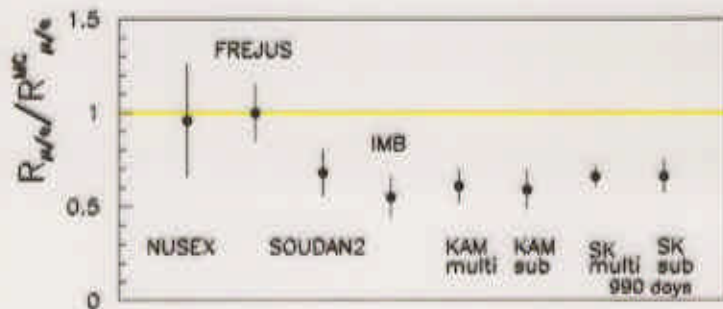 R μ/e / R MC μ/e
1.5
1
0.5
0
FREJUS
IMB
NUSEX
SOUDAN2
KAM multi
KAM sub
SK multi
SK sub
990 days